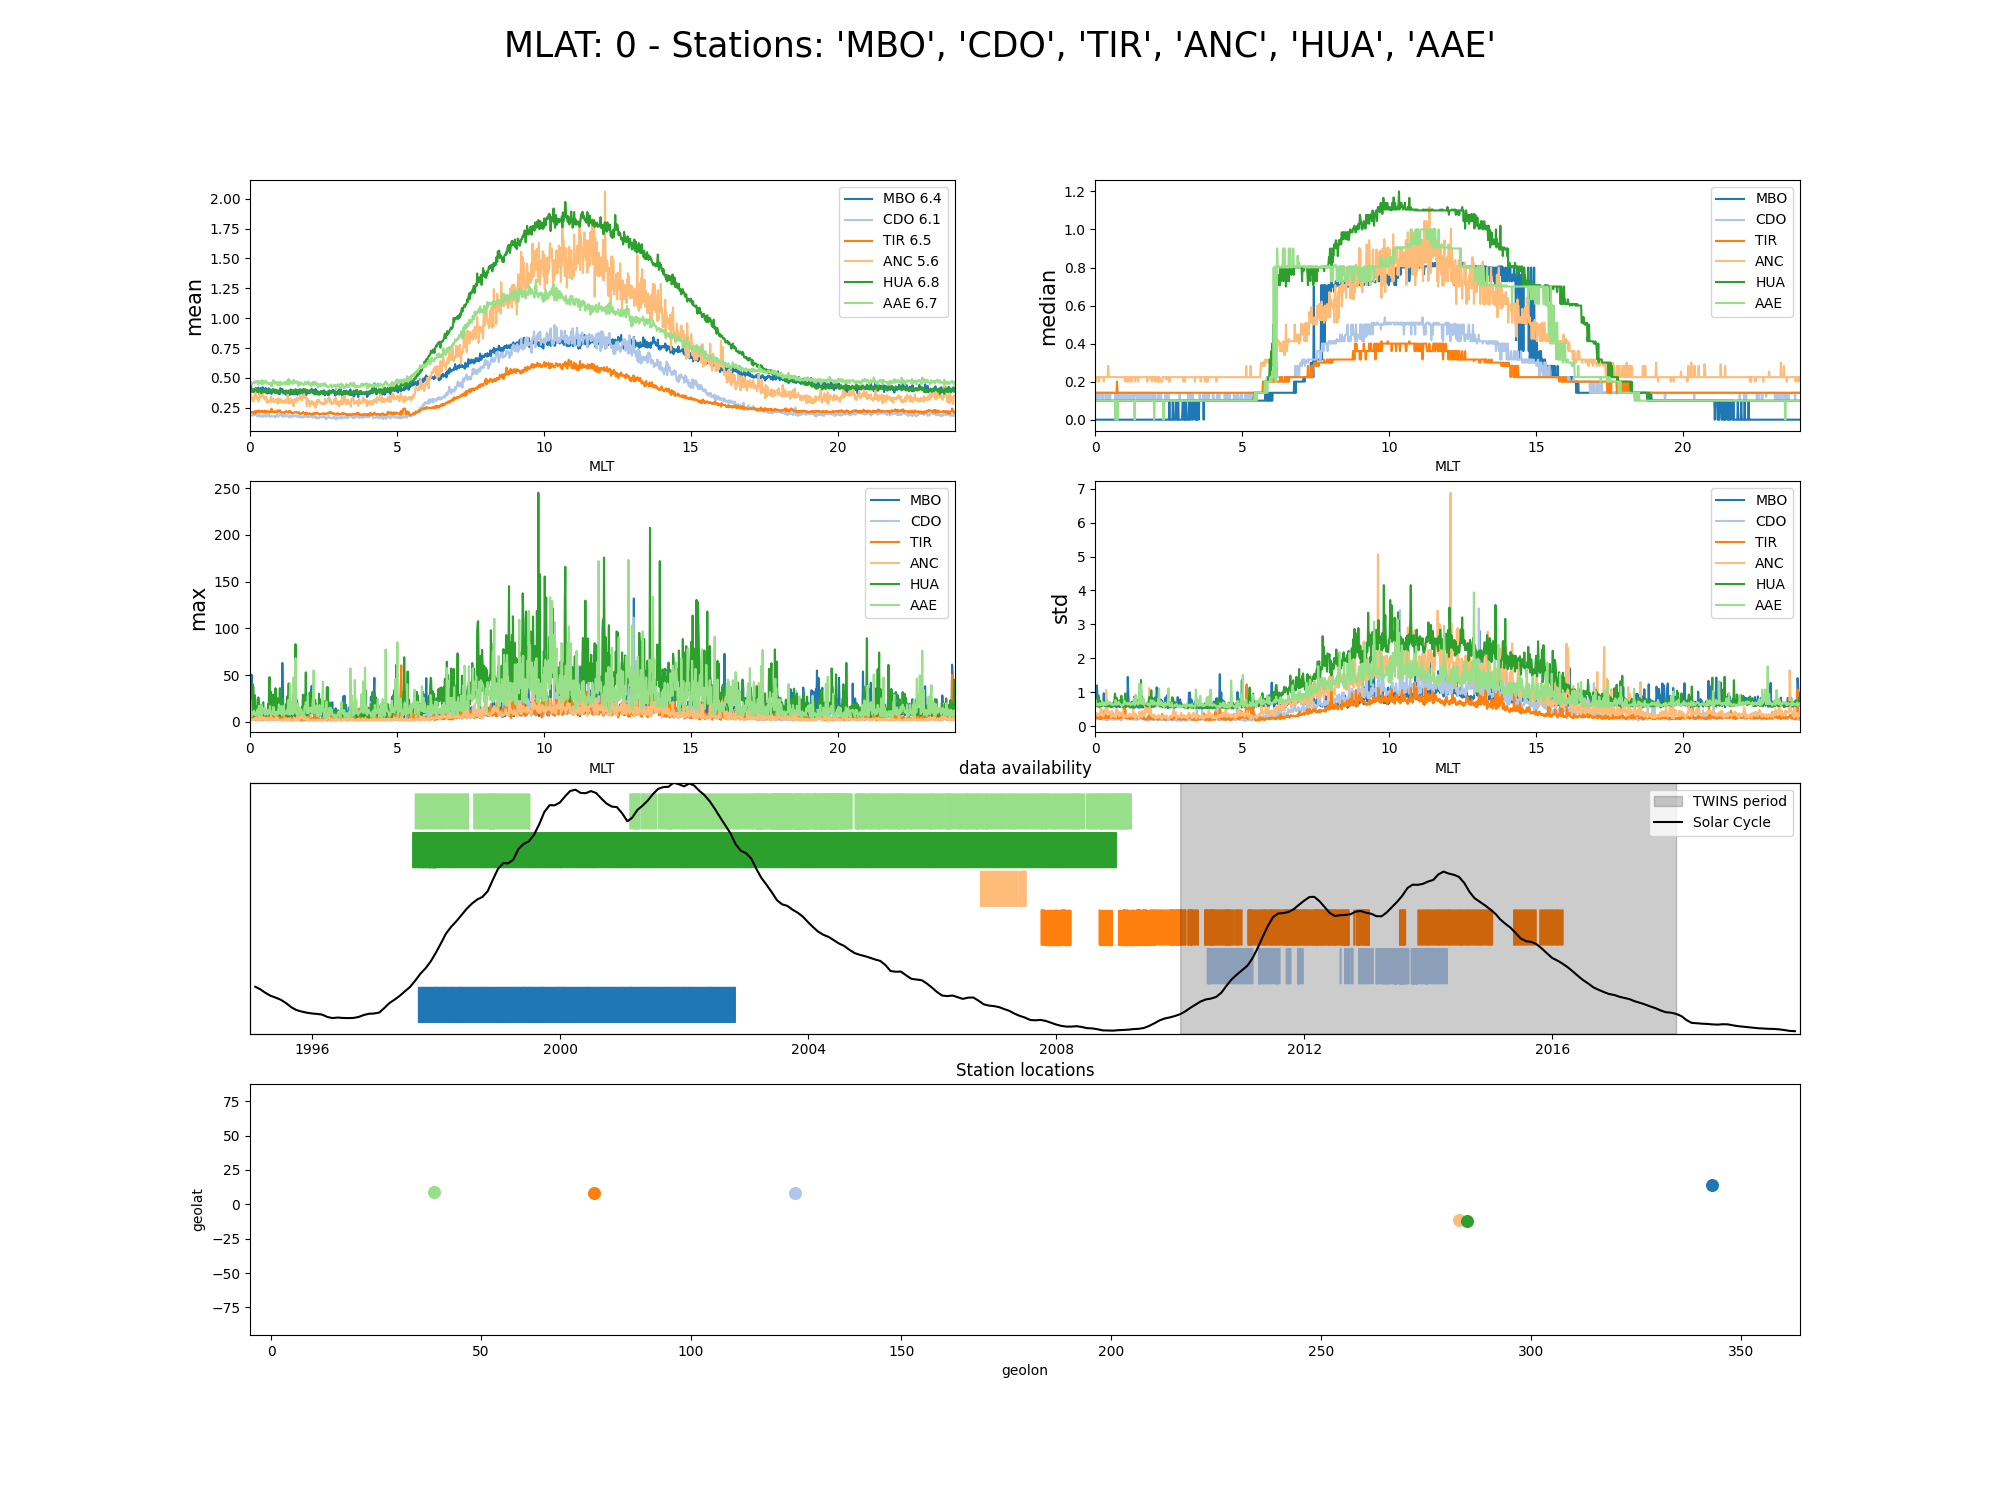 MLAT: 0 - Stations: 'MBO', 'CDO', 'TIR', 'ANC', 'HUA', 'AAE'
mean
2.00
1.75
1.50
1.25
1.00
0.75
0.50
0.25
0 5 10 15 20
MLT
MBO 6.4
CDO 6.1
TIR 6.5
ANC 5.6
HUA 6.8
AAE 6.7
median
1.2
1.0
0.8
0.6
0.4
0.2
0.0
0 5 10 15 20
MLT
MBO
CDO
TIR
ANC
HUA
AAE
max
250
200
150
100
50
0
0 5 10 15 20
MLT
MBO
CDO
TIR
ANC
HUA
AAE
std
7
6
5
4
3
2
1
0
0 5 10 15 20
MLT
MBO
CDO
TIR
ANC
HUA
AAE
data availability
TWINS period
Solar Cycle
1996 2000 2004 2008 2012 2016
Station locations
geolat
75
50
25
0
−25
−50
−75
0 50 100 150 200 250 300 350
geolon